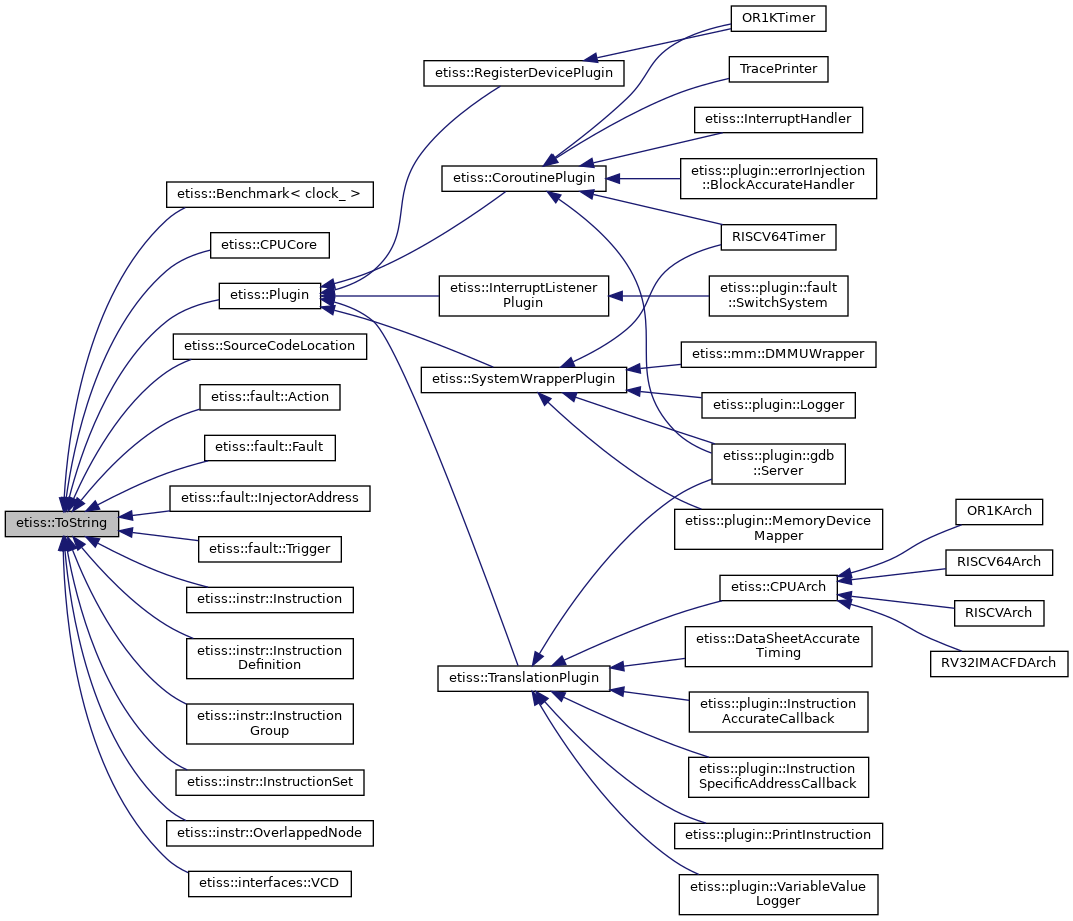 etiss::ToString
etiss::Benchmark< clock_ >
etiss::CPUCore
etiss::Plugin
etiss::SourceCodeLocation
etiss::fault::Action
etiss::fault::Fault
etiss::fault::InjectorAddress
etiss::fault::Trigger
etiss::instr::Instruction
etiss::instr::Instruction
Definition
etiss::instr::Instruction
Group
etiss::instr::InstructionSet
etiss::instr::OverlappedNode
etiss::interfaces::VCD
etiss::RegisterDevicePlugin
etiss::CoroutinePlugin
etiss::InterruptListener
Plugin
etiss::SystemWrapperPlugin
etiss::TranslationPlugin
OR1KTimer
TracePrinter
etiss::InterruptHandler
etiss::plugin::errorInjection
::BlockAccurateHandler
RISCV64Timer
etiss::plugin::fault
::SwitchSystem
etiss::mm::DMMUWrapper
etiss::plugin::Logger
etiss::plugin::gdb
::Server
etiss::plugin::MemoryDevice
Mapper
etiss::CPUArch
etiss::DataSheetAccurate
Timing
etiss::plugin::Instruction
AccurateCallback
etiss::plugin::Instruction
SpecificAddressCallback
etiss::plugin::PrintInstruction
etiss::plugin::VariableValue
Logger
OR1KArch
RISCV64Arch
RISCVArch
RV32IMACFDArch